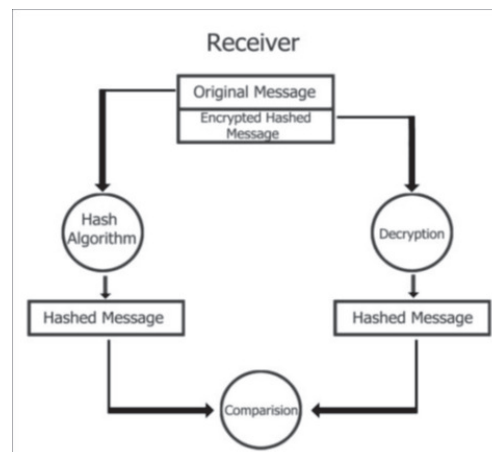 Receiver
Original Message
Encrypted Hashed
Message
Hash
Algorithm
Decryption
Hashed Message
Hashed Message
Comparision